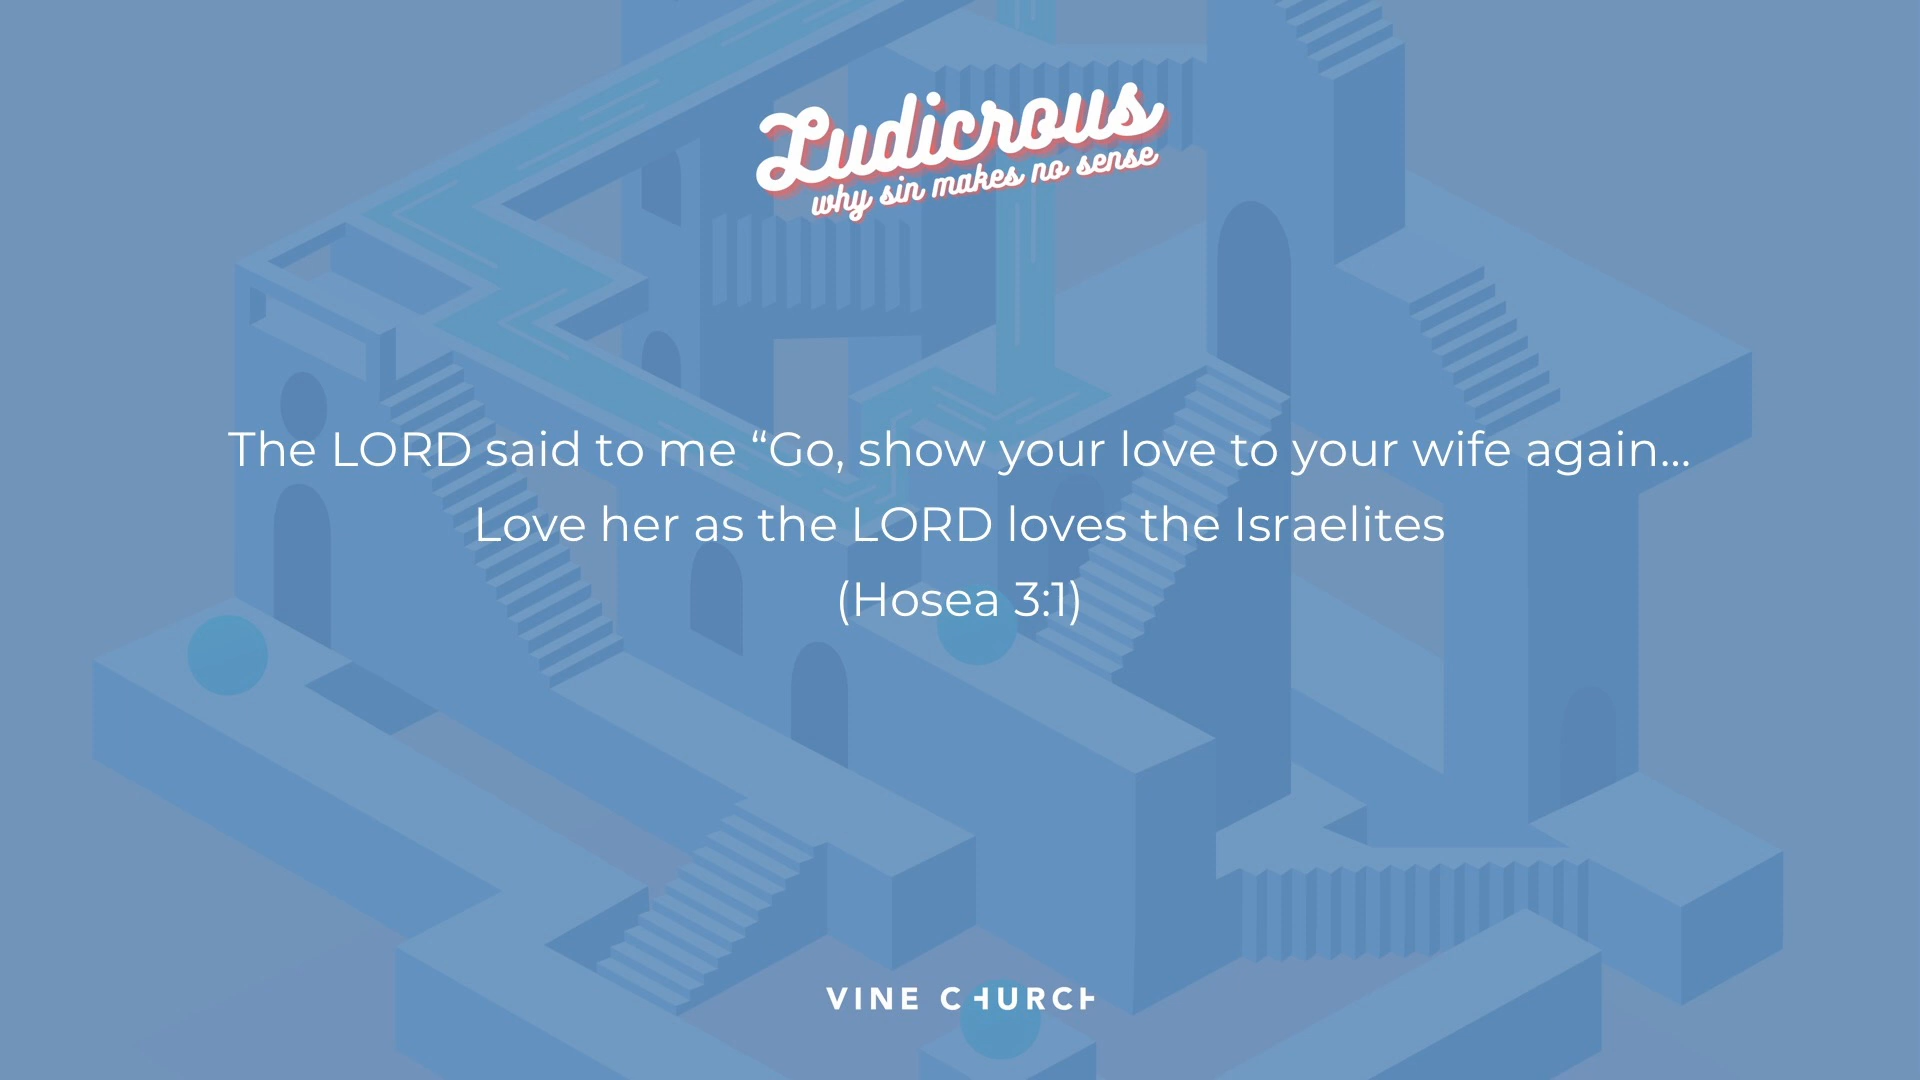 Ludicrous
why sin makes no sense
The LORD said to me “Go, show your love to your wife again...
Love her as the LORD loves the Israelites
(Hosea 3:1)
VINE CHURCH